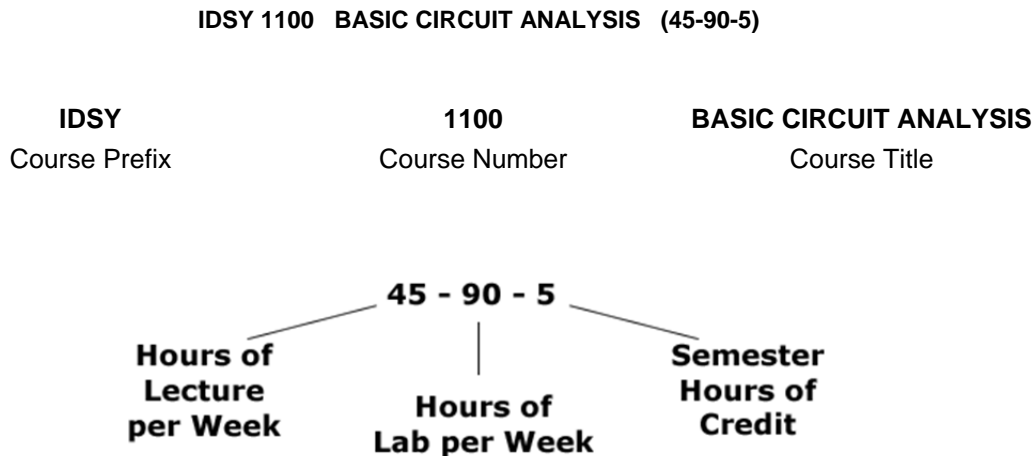 IDSY 1100 BASIC CIRCUIT ANALYSIS (45-90-5)
IDSY 1100 BASIC CIRCUIT ANALYSIS
Course Prefix Course Number Course Title
45 - 90 - 5
Hours of
Lecture
per Week
Hours of
Lab per Week
Semester
Hours of
Credit